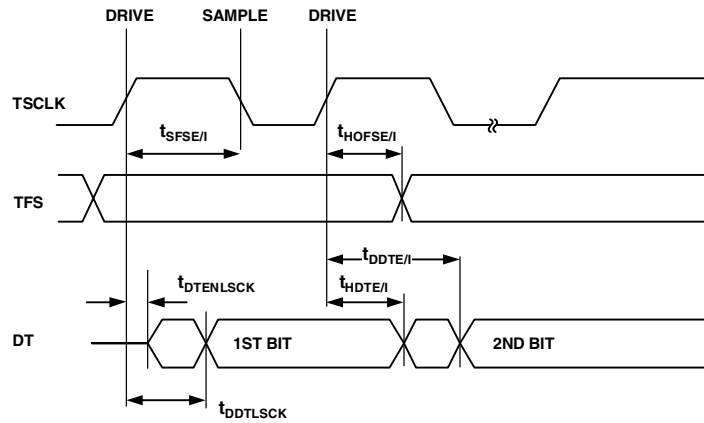 DRIVE SAMPLE DRIVE
TSCLK
tSFSE/I tHOFSE/I
TFS
tDDTE/I
tDTENLSCK tHDTE/I
DT 1ST BIT 2ND BIT
tDDTLSCK